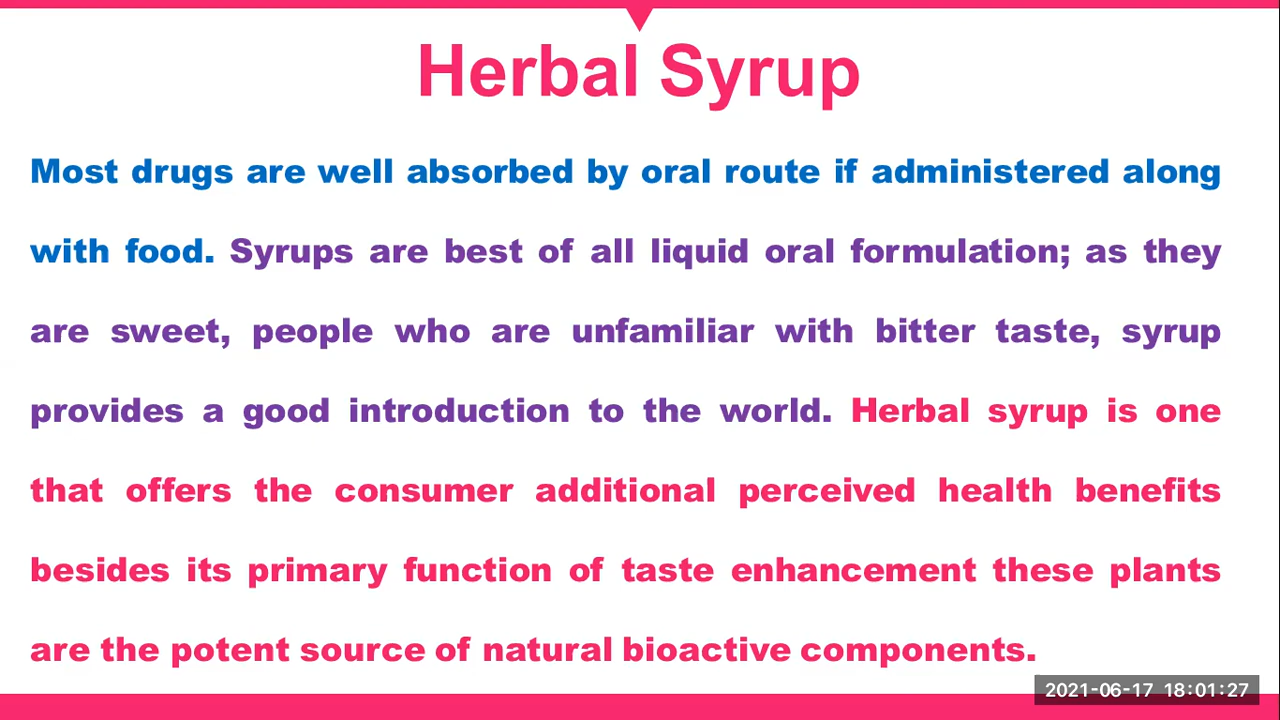 Herbal Syrup
Most drugs are well absorbed by oral route if administered along
with food. Syrups are best of all liquid oral formulation; as they
are sweet, people who are unfamiliar with bitter taste, syrup
provides a good introduction to the world. Herbal syrup is one
that offers the consumer additional perceived health benefits
besides its primary function of taste enhancement these plants
are the potent source of natural bioactive components.
2021-06-17 18:01:27